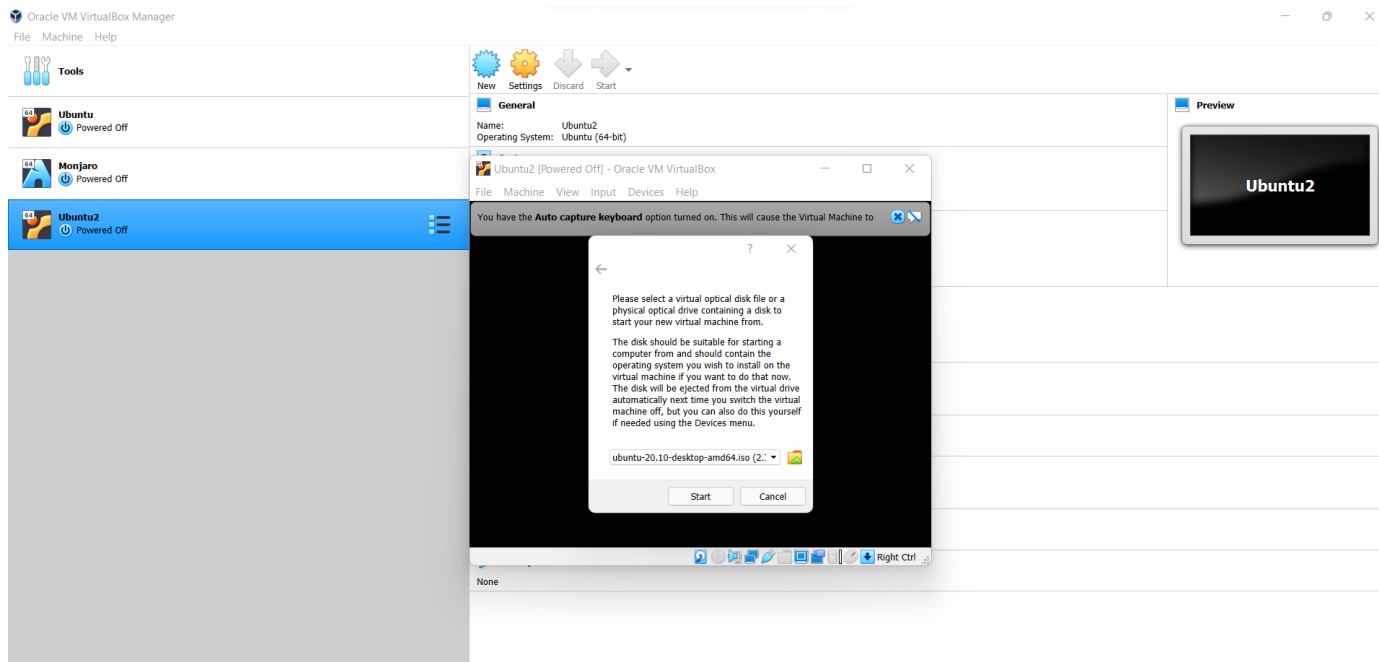 Oracle VM VirtualBox Manager
File Machine Help
Tools
64
Ubuntu
Powered Off
64
Monjaro
Powered Off
64
Ubuntu2
Powered Off
New Settings Discard Start
General
Name: Ubuntu2
Operating System: Ubuntu (64-bit)
Preview
Ubuntu2
Ubuntu2 [Powered Off] - Oracle VM VirtualBox
File Machine View Input Devices Help
You have the Auto capture keyboard option turned on. This will cause the Virtual Machine to
?
Please select a virtual optical disk file or a
physical optical drive containing a disk to
start your new virtual machine from.
The disk should be suitable for starting a
computer from and should contain the
operating system you wish to install on the
virtual machine if you want to do that now.
The disk will be ejected from the virtual drive
automatically next time you switch the virtual
machine off, but you can also do this yourself
if needed using the Devices menu.
ubuntu-20.10-desktop-amd64.iso (2.
Start Cancel
Right Ctrl
None